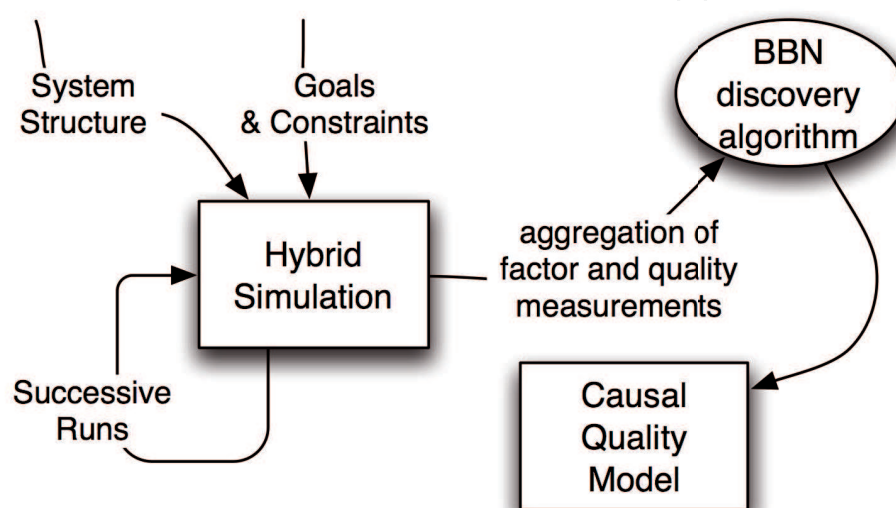 System
Structure
Goals
& Constraints
BBN
discovery
algorithm
Hybrid
Simulation
aggregation of
factor and quality
measurements
Successive
Runs
Causal
Quality
Model